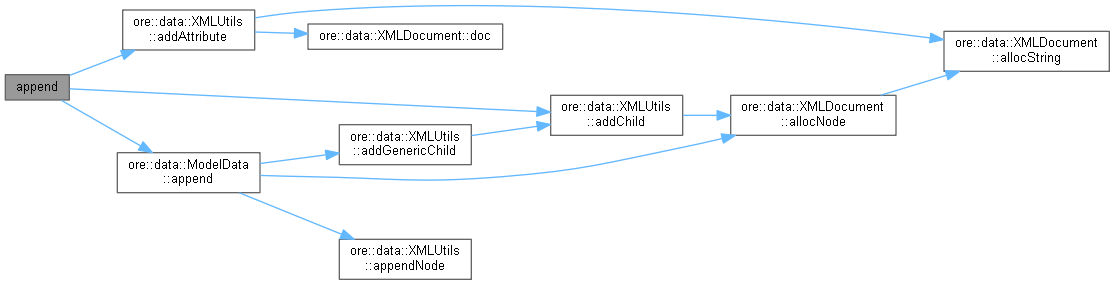 ore::data::XMLUtils
::addAttribute
ore::data::XMLDocument::doc
ore::data::XMLDocument
::allocString
append
ore::data::XMLUtils
::addChild
ore::data::XMLDocument
::allocNode
ore::data::XMLUtils
::addGenericChild
ore::data::ModelData
::append
ore::data::XMLUtils
::appendNode